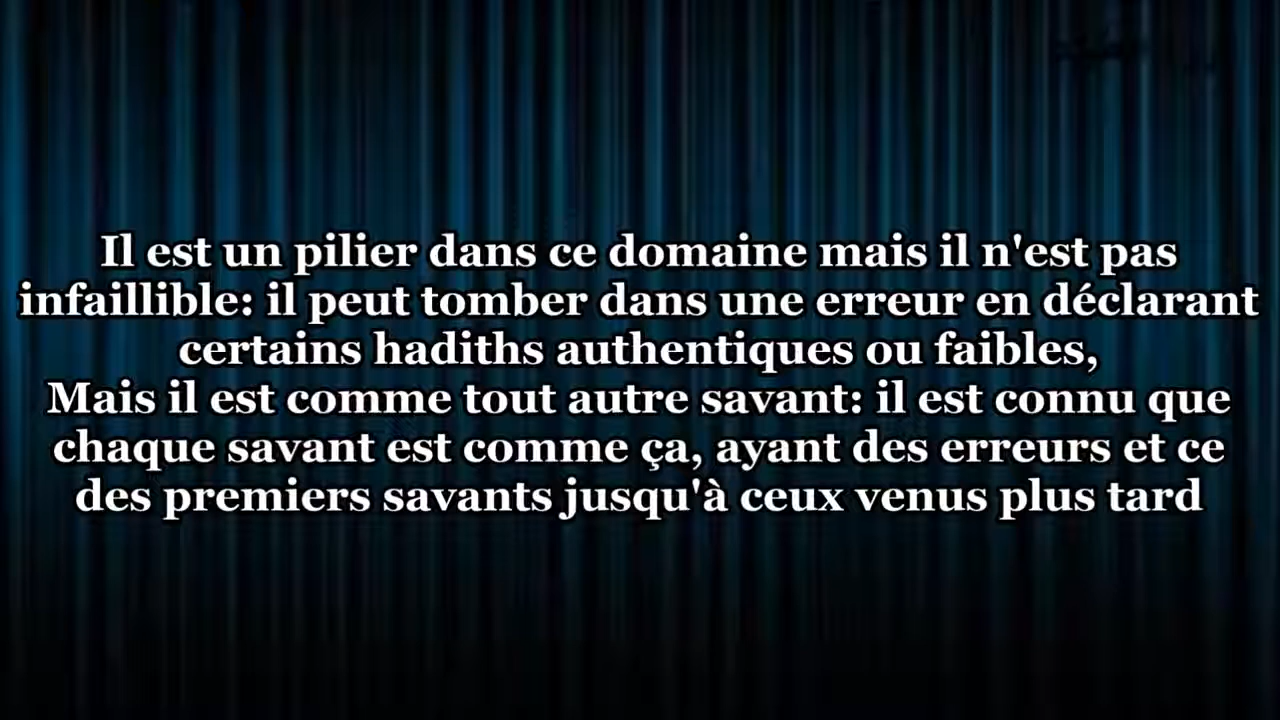 Il est un pilier dans ce domaine mais il n'est pas
infaillible: il peut tomber dans une erreur en déclarant
certains hadiths authentiques ou faibles,
Mais il est comme tout autre savant: il est connu que
chaque savant est comme ça, ayant des erreurs et ce
des premiers savants jusqu'à ceux venus plus tard